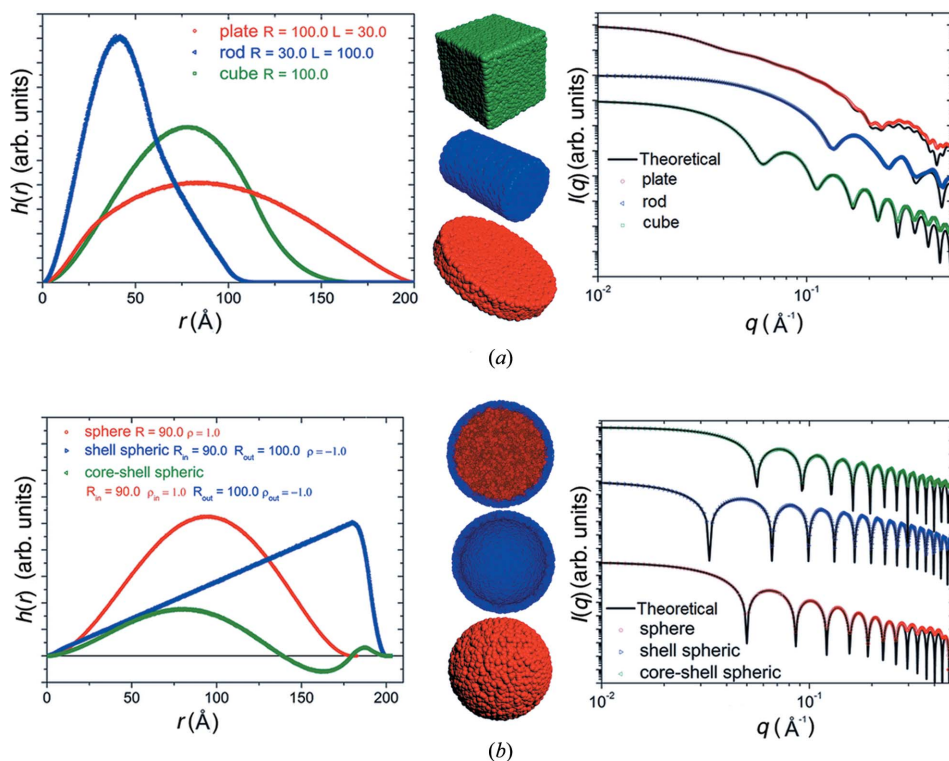 plate R = 100.0 L = 30.0
rod R = 30.0 L = 100.0
cube R = 100.0
h(r) (arb. units)
0 50 100 150 200
r (Å)
I(q) (arb. units)
Theoretical
plate
rod
cube
10⁻² 10⁻¹
q (Å⁻¹)
(a)
sphere R = 90.0 ρ = 1.0
shell spheric R_in = 90.0 R_out = 100.0 ρ = −1.0
core-shell spheric
R_in = 90.0 ρ_in = 1.0 R_out = 100.0 ρ_out = −1.0
h(r) (arb. units)
0 50 100 150 200
r (Å)
I(q) (arb. units)
Theoretical
sphere
shell spheric
core-shell spheric
10⁻² 10⁻¹
q (Å⁻¹)
(b)